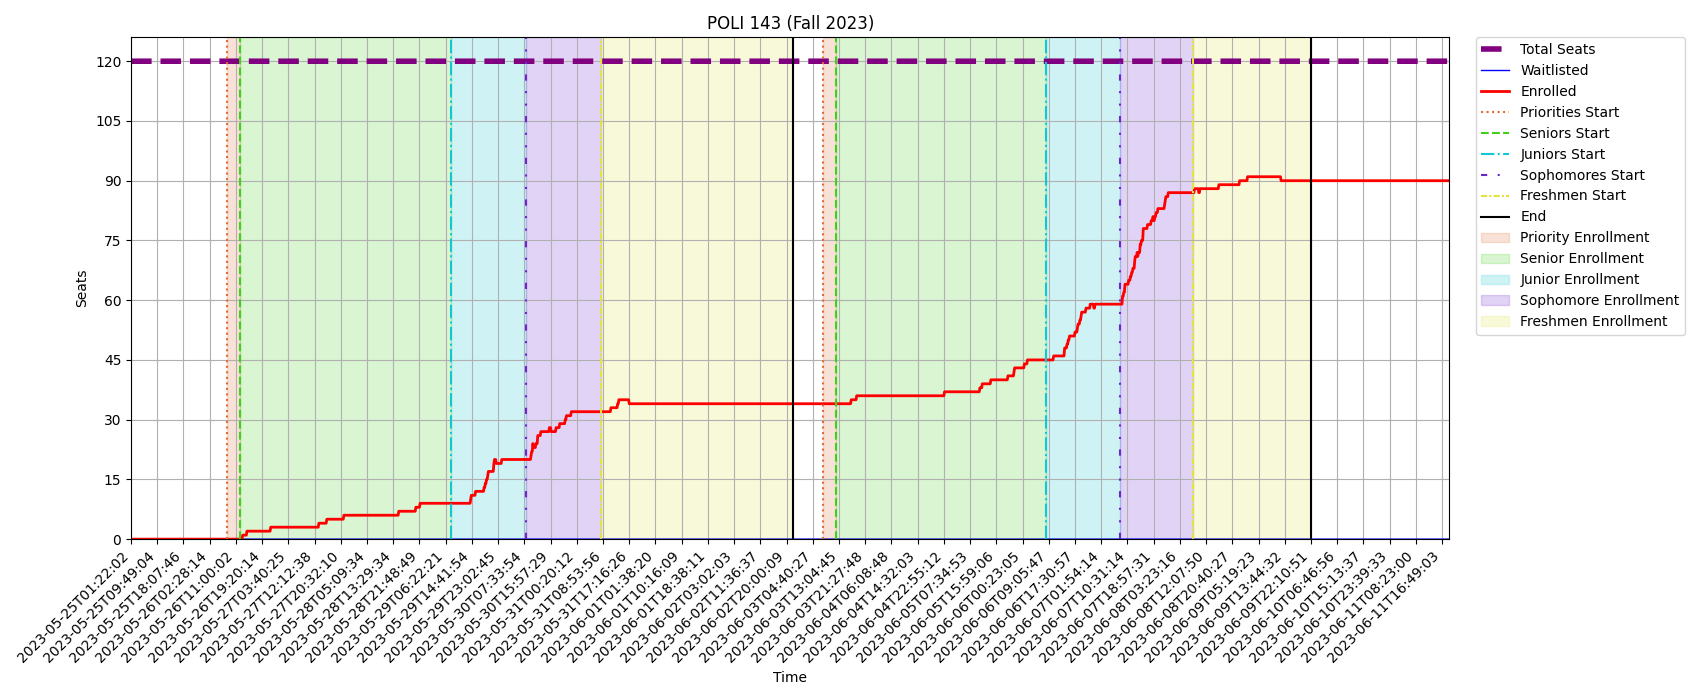 POLI 143 (Fall 2023)
Seats
120
105
90
75
60
45
30
15
0
2023-05-25T01:22:02
2023-05-25T09:49:04
2023-05-25T18:07:46
2023-05-26T02:28:14
2023-05-26T11:00:02
2023-05-26T19:20:14
2023-05-27T03:40:25
2023-05-27T12:12:38
2023-05-27T20:32:10
2023-05-28T05:09:34
2023-05-28T13:29:34
2023-05-28T21:48:49
2023-05-29T06:22:21
2023-05-29T14:41:54
2023-05-29T23:02:45
2023-05-30T07:33:54
2023-05-30T15:57:29
2023-05-31T00:20:12
2023-05-31T08:53:56
2023-05-31T17:16:26
2023-06-01T01:38:20
2023-06-01T10:16:09
2023-06-01T18:38:11
2023-06-02T03:02:03
2023-06-02T11:36:37
2023-06-02T20:00:09
2023-06-03T04:40:27
2023-06-03T13:04:45
2023-06-03T21:27:48
2023-06-04T06:08:48
2023-06-04T14:32:03
2023-06-04T22:55:12
2023-06-05T07:34:53
2023-06-05T15:59:06
2023-06-06T00:23:05
2023-06-06T09:05:47
2023-06-06T17:30:57
2023-06-07T01:54:14
2023-06-07T10:31:14
2023-06-07T18:57:31
2023-06-08T03:23:16
2023-06-08T12:07:50
2023-06-08T20:40:27
2023-06-09T05:19:23
2023-06-09T13:44:32
2023-06-09T22:10:51
2023-06-10T06:46:56
2023-06-10T15:13:37
2023-06-10T23:39:33
2023-06-11T08:23:00
2023-06-11T16:49:03
Time
Total Seats
Waitlisted
Enrolled
Priorities Start
Seniors Start
Juniors Start
Sophomores Start
Freshmen Start
End
Priority Enrollment
Senior Enrollment
Junior Enrollment
Sophomore Enrollment
Freshmen Enrollment